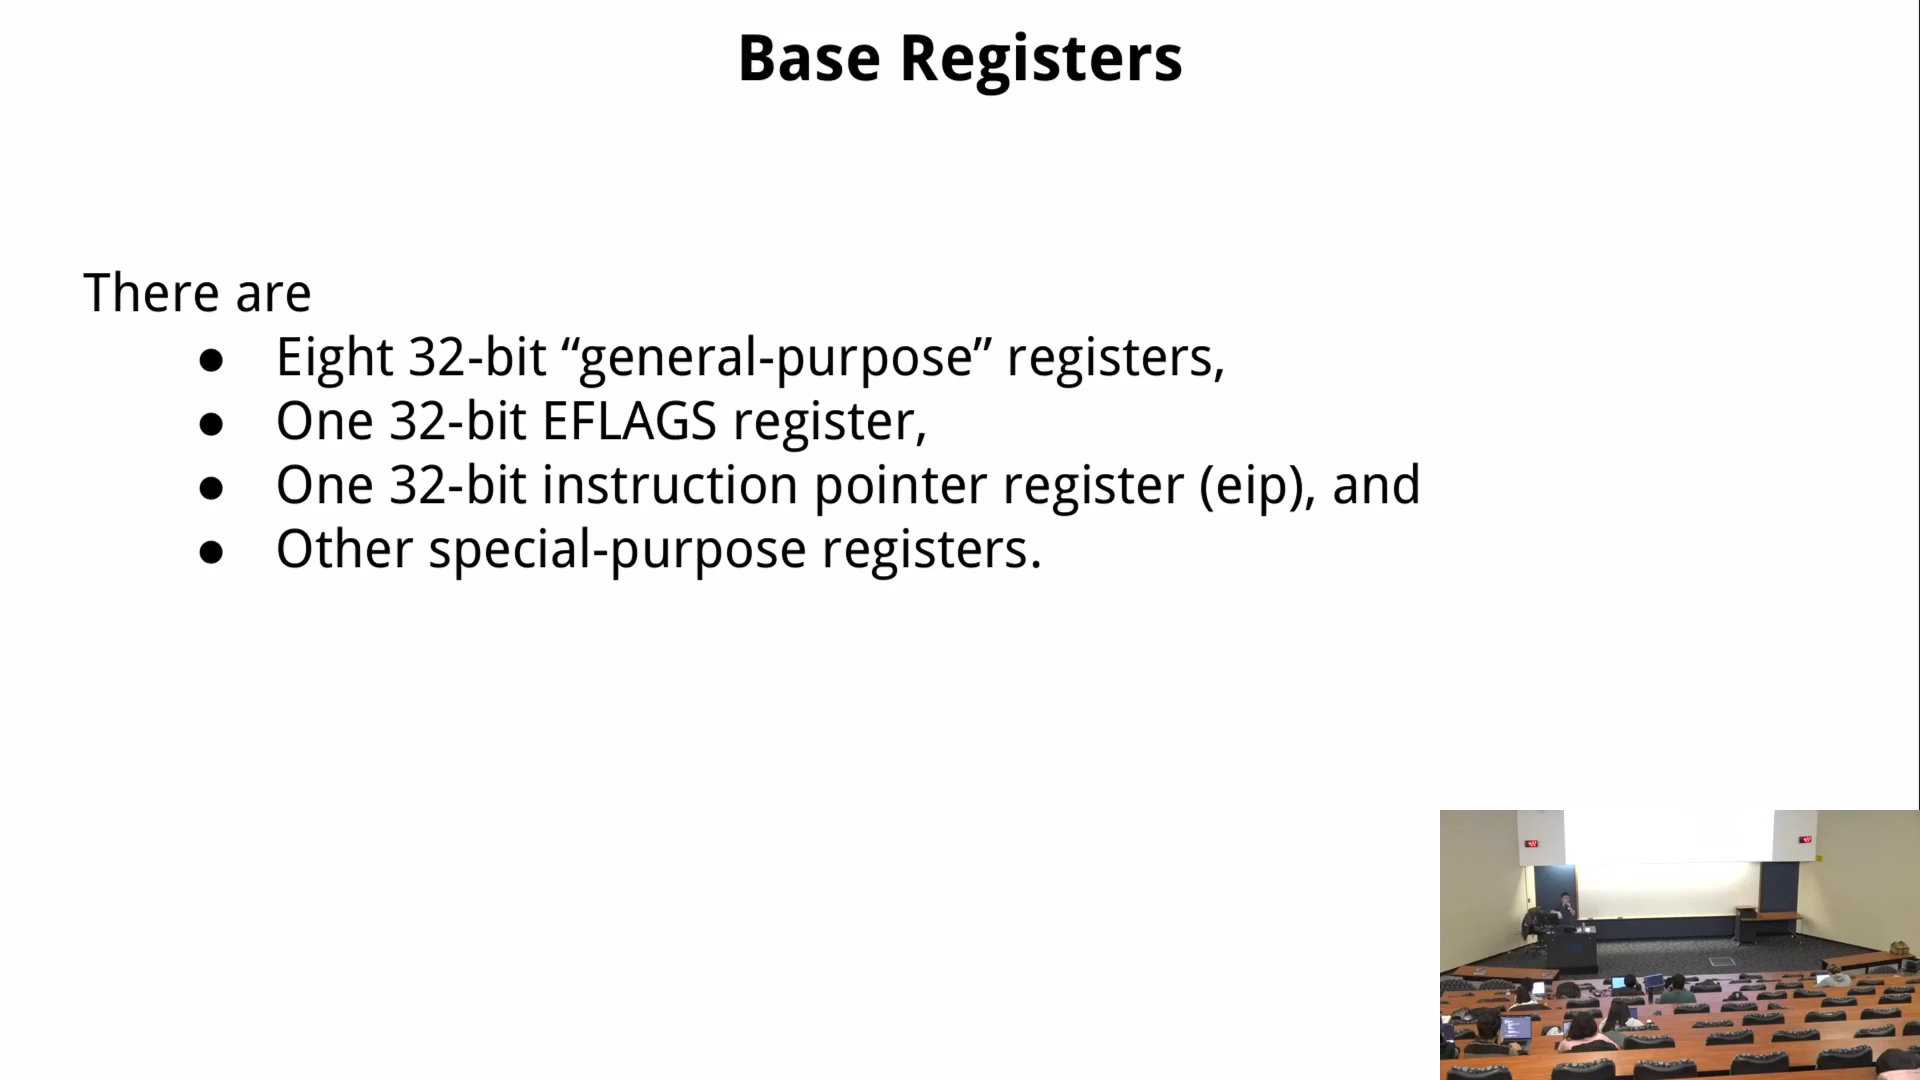 Base Registers
There are
● Eight 32-bit “general-purpose” registers,
● One 32-bit EFLAGS register,
● One 32-bit instruction pointer register (eip), and
● Other special-purpose registers.